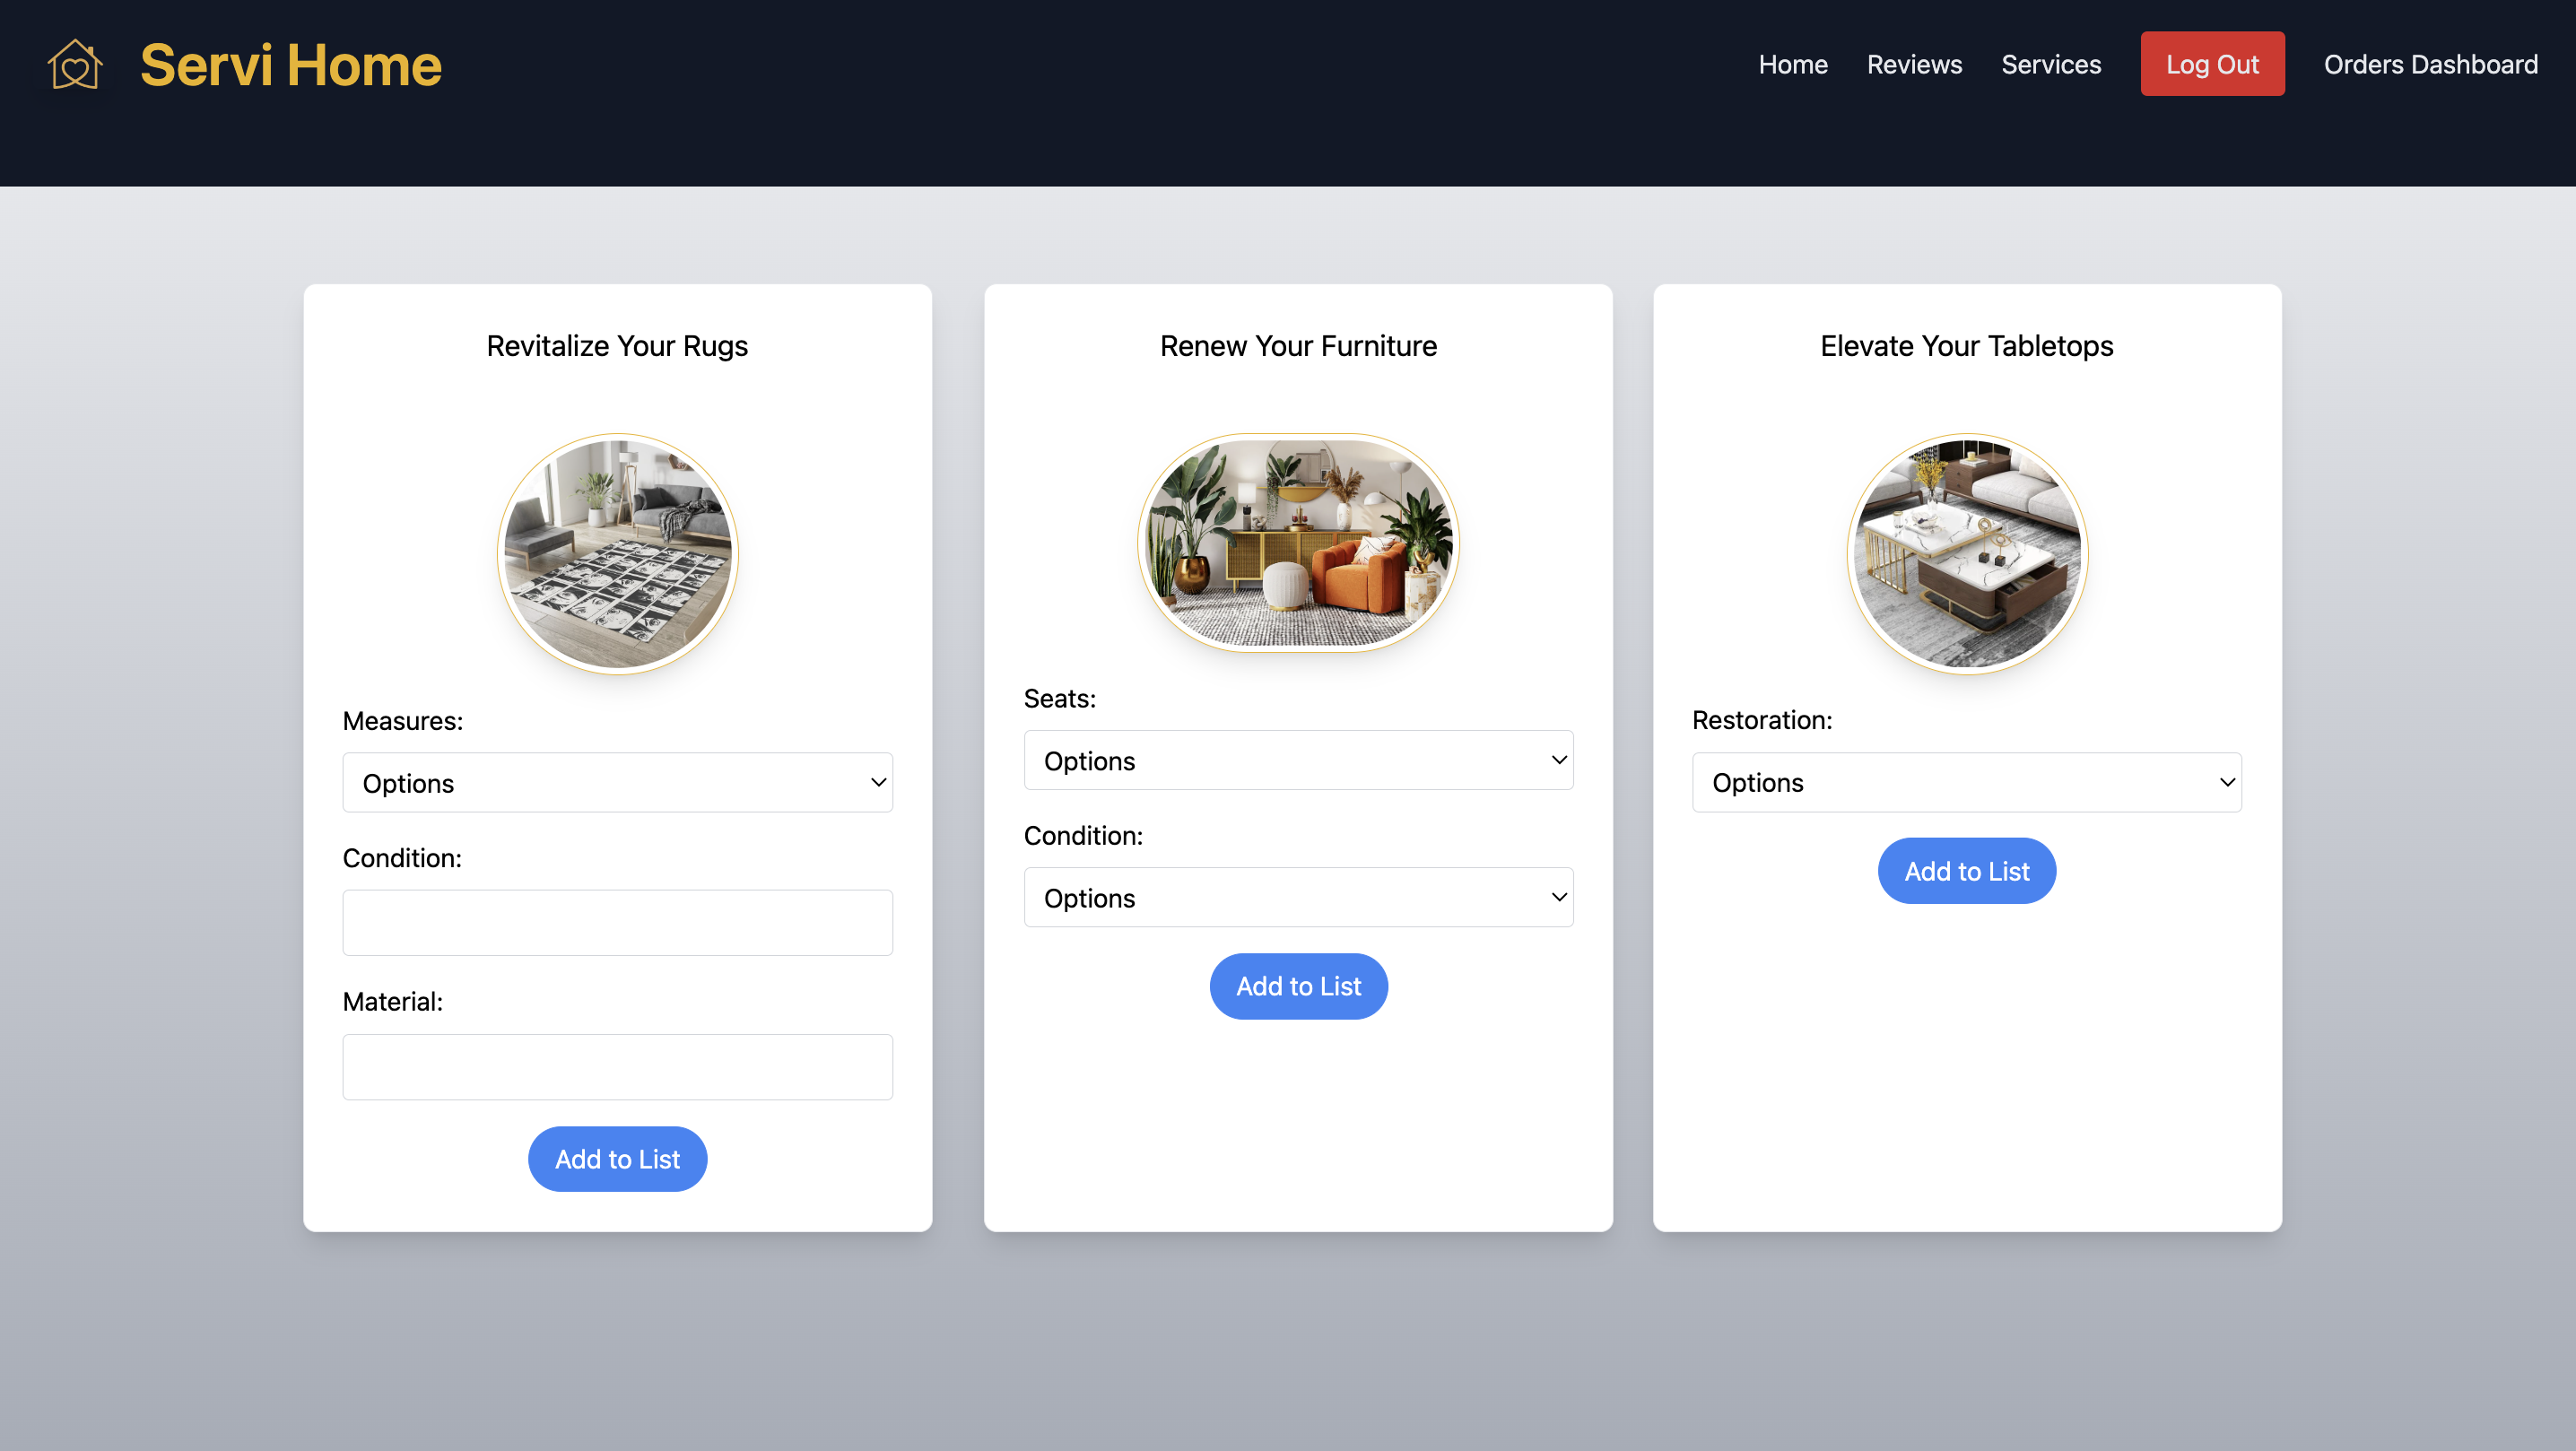 Servi Home
Home
Reviews
Services
Log Out
Orders Dashboard
Revitalize Your Rugs
Measures:
Options
Condition:
Material:
Add to List
Renew Your Furniture
Seats:
Options
Condition:
Options
Add to List
Elevate Your Tabletops
Restoration:
Options
Add to List